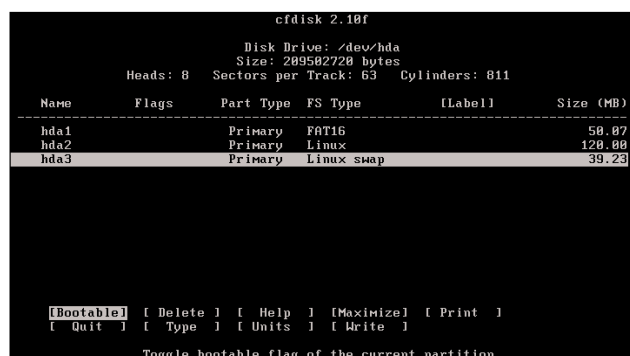 cfdisk 2.10f
Disk Drive: /dev/hda
Size: 209502720 bytes
Heads: 8 Sectors per Track: 63 Cylinders: 811
Name Flags Part Type FS Type [Label] Size (MB)
hda1 Primary FAT16 50.07
hda2 Primary Linux 120.00
hda3 Primary Linux swap 39.23
[Bootable] [ Delete ] [ Help ] [Maximize] [ Print ]
[ Quit ] [ Type ] [ Units ] [ Write ]
Toggle bootable flag of the current partition